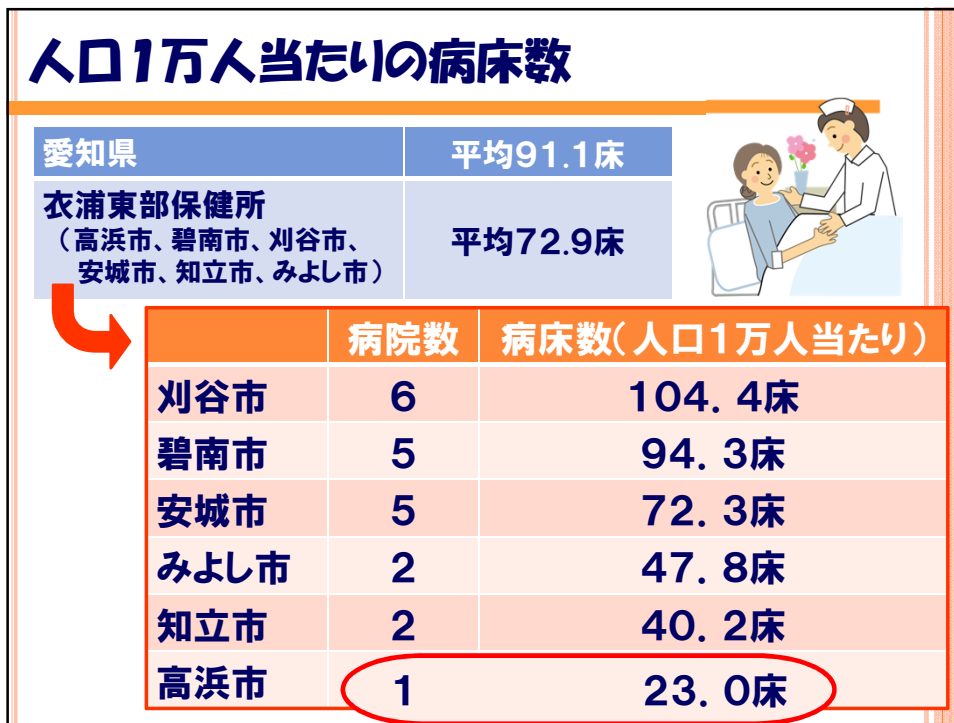 人口1万人当たりの病床数
愛知県 平均91.1床
衣浦東部保健所
（高浜市、碧南市、刈谷市、
安城市、知立市、みよし市） 平均72.9床
病院数 病床数（人口1万人当たり）
刈谷市 6 104．4床
碧南市 5 94．3床
安城市 5 72．3床
みよし市 2 47．8床
知立市 2 40．2床
高浜市 1 23．0床